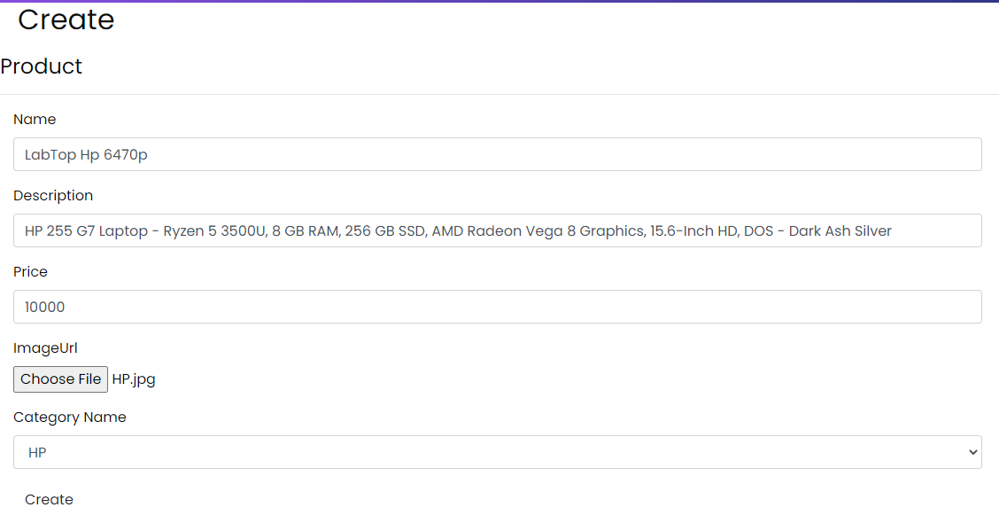 Create
Product
Name
LabTop Hp 6470p
Description
HP 255 G7 Laptop - Ryzen 5 3500U, 8 GB RAM, 256 GB SSD, AMD Radeon Vega 8 Graphics, 15.6-Inch HD, DOS - Dark Ash Silver
Price
10000
ImageUrl
Choose File HP.jpg
Category Name
HP
Create